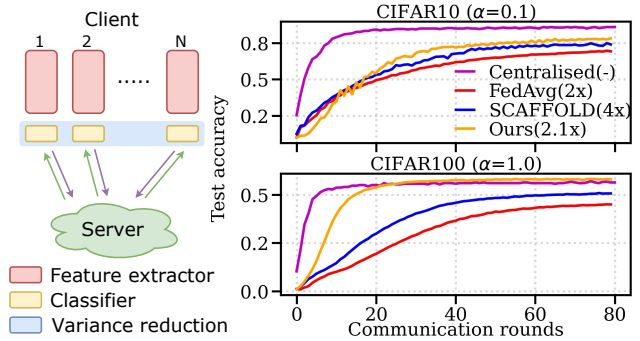 Client
1 2 N
.....
Server
Feature extractor
Classifier
Variance reduction
CIFAR10 (α=0.1)
0.8
0.5
0.2
Centralised(-)
FedAvg(2x)
SCAFFOLD(4x)
Ours(2.1x)
Test accuracy
CIFAR100 (α=1.0)
0.5
0.2
0.0
0 20 40 60 80
Communication rounds